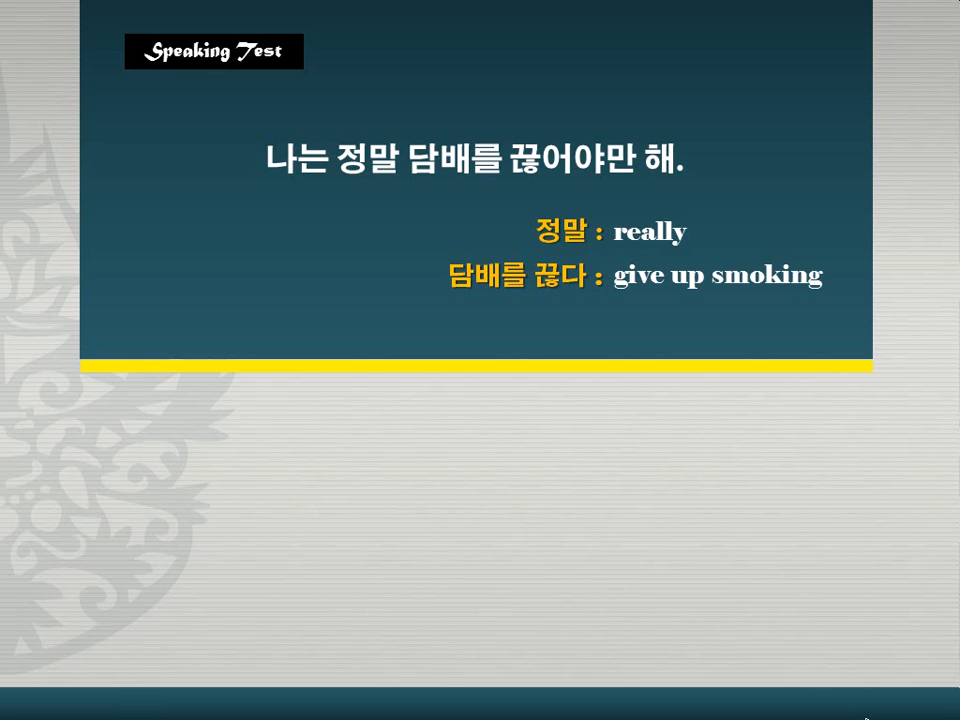 Speaking Test
나는 정말 담배를 끊어야만 해.
정말 : really
담배를 끊다 : give up smoking